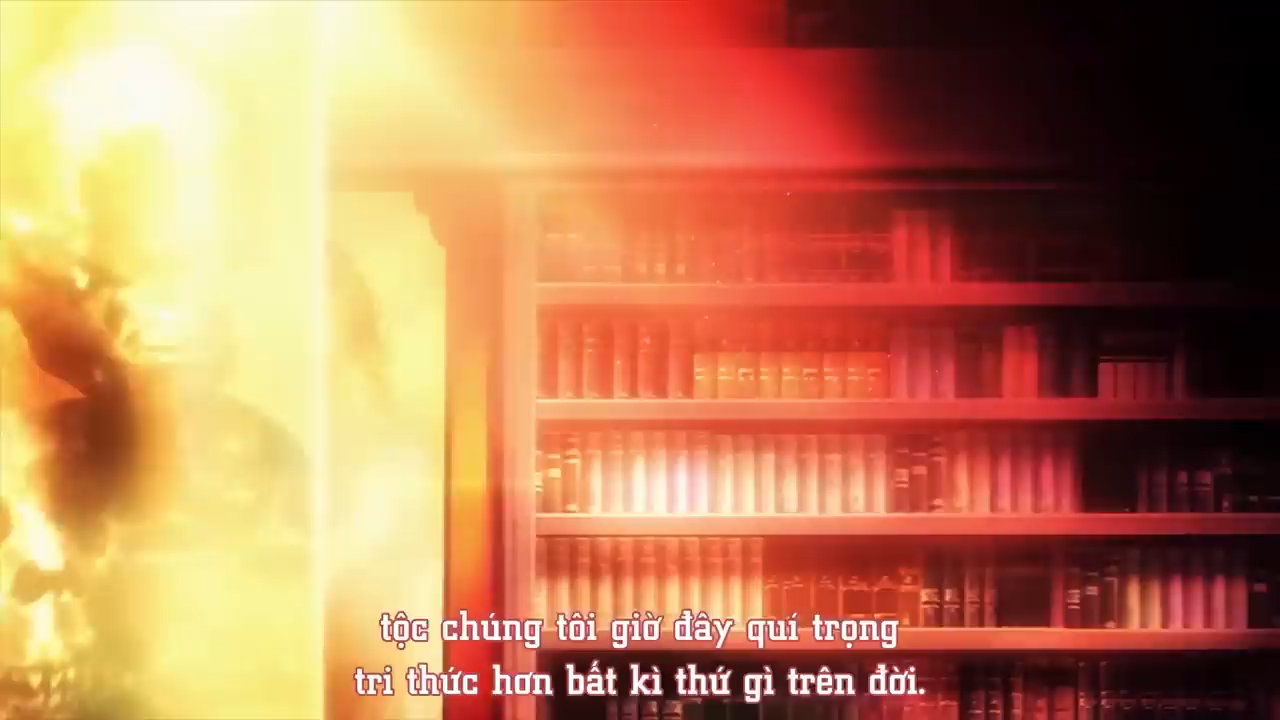 tộc chúng tôi giờ đây quí trọng
tri thức hơn bất kì thứ gì trên đời.